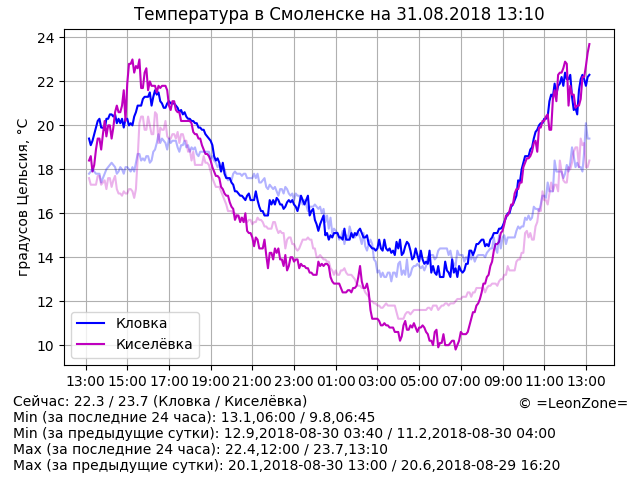 Температура в Смоленске на 31.08.2018 13:10
градусов Цельсия, °C
24
22
20
18
16
14
12
10
Кловка
Киселёвка
13:00 15:00 17:00 19:00 21:00 23:00 01:00 03:00 05:00 07:00 09:00 11:00 13:00
Сейчас: 22.3 / 23.7 (Кловка / Киселёвка)
© =LeonZone=
Min (за последние 24 часа): 13.1,06:00 / 9.8,06:45
Min (за предыдущие сутки): 12.9,2018-08-30 03:40 / 11.2,2018-08-30 04:00
Max (за последние 24 часа): 22.4,12:00 / 23.7,13:10
Max (за предыдущие сутки): 20.1,2018-08-30 13:00 / 20.6,2018-08-29 16:20